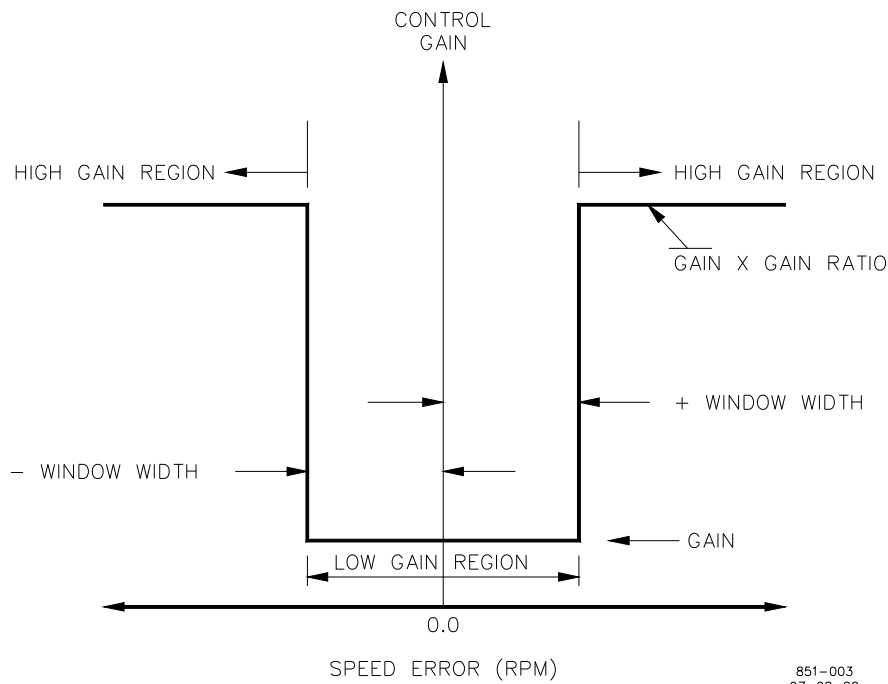 CONTROL
GAIN
HIGH GAIN REGION
HIGH GAIN REGION
GAIN X GAIN RATIO
+ WINDOW WIDTH
– WINDOW WIDTH
GAIN
LOW GAIN REGION
0.0
SPEED ERROR (RPM)
851–003